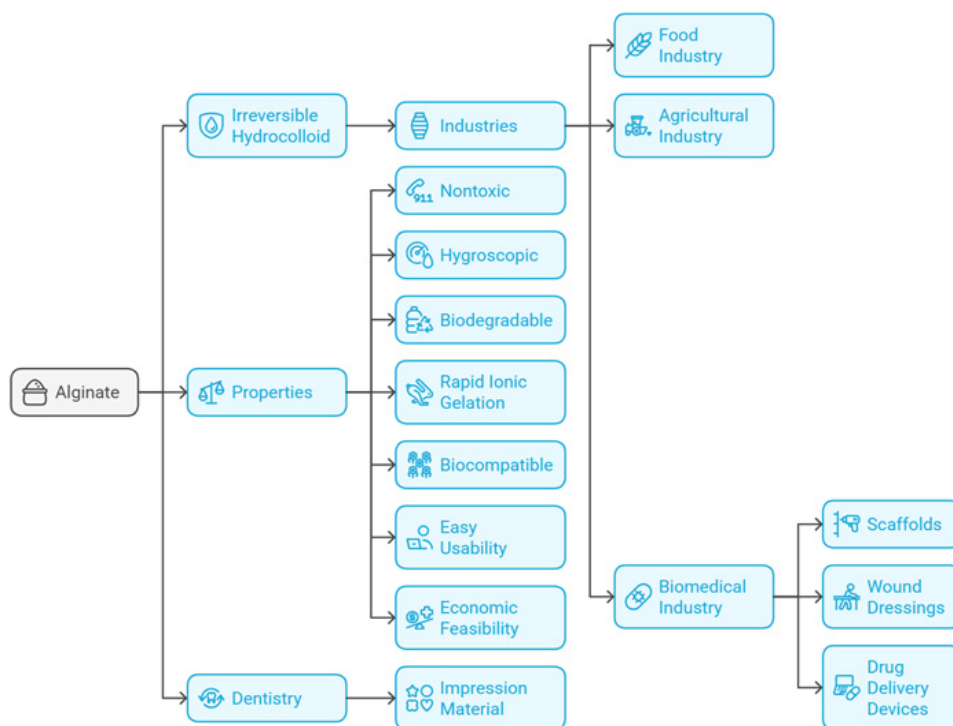 Food
Industry
Irreversible
Hydrocolloid
Industries
Agricultural
Industry
911
Nontoxic
Hygroscopic
Biodegradable
Alginate
Properties
Rapid Ionic
Gelation
Biocompatible
Easy
Usability
Scaffolds
Economic
Feasibility
Biomedical
Industry
Wound
Dressings
Dentistry
Impression
Material
Drug
Delivery
Devices